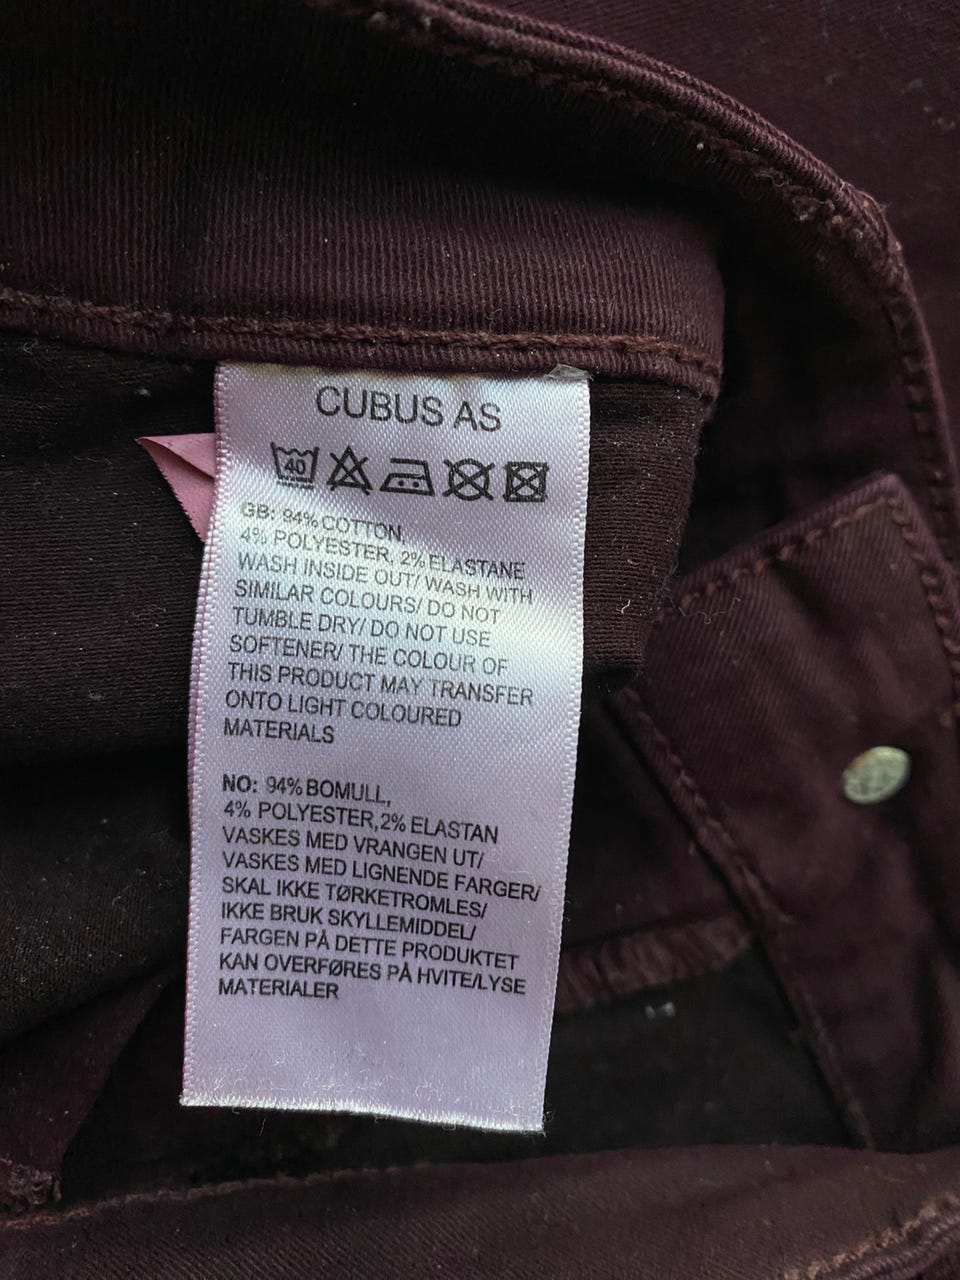 CUBUS AS
40
GB: 94% COTTON,
4% POLYESTER, 2% ELASTANE
WASH INSIDE OUT/ WASH WITH
SIMILAR COLOURS/ DO NOT
TUMBLE DRY/ DO NOT USE
SOFTENER/ THE COLOUR OF
THIS PRODUCT MAY TRANSFER
ONTO LIGHT COLOURED
MATERIALS
NO: 94% BOMULL,
4% POLYESTER,2% ELASTAN
VASKES MED VRANGEN UT/
VASKES MED LIGNENDE FARGER/
SKAL IKKE TØRKETROMLES/
IKKE BRUK SKYLLEMIDDEL/
FARGEN PÅ DETTE PRODUKTET
KAN OVERFØRES PÅ HVITE/LYSE
MATERIALER